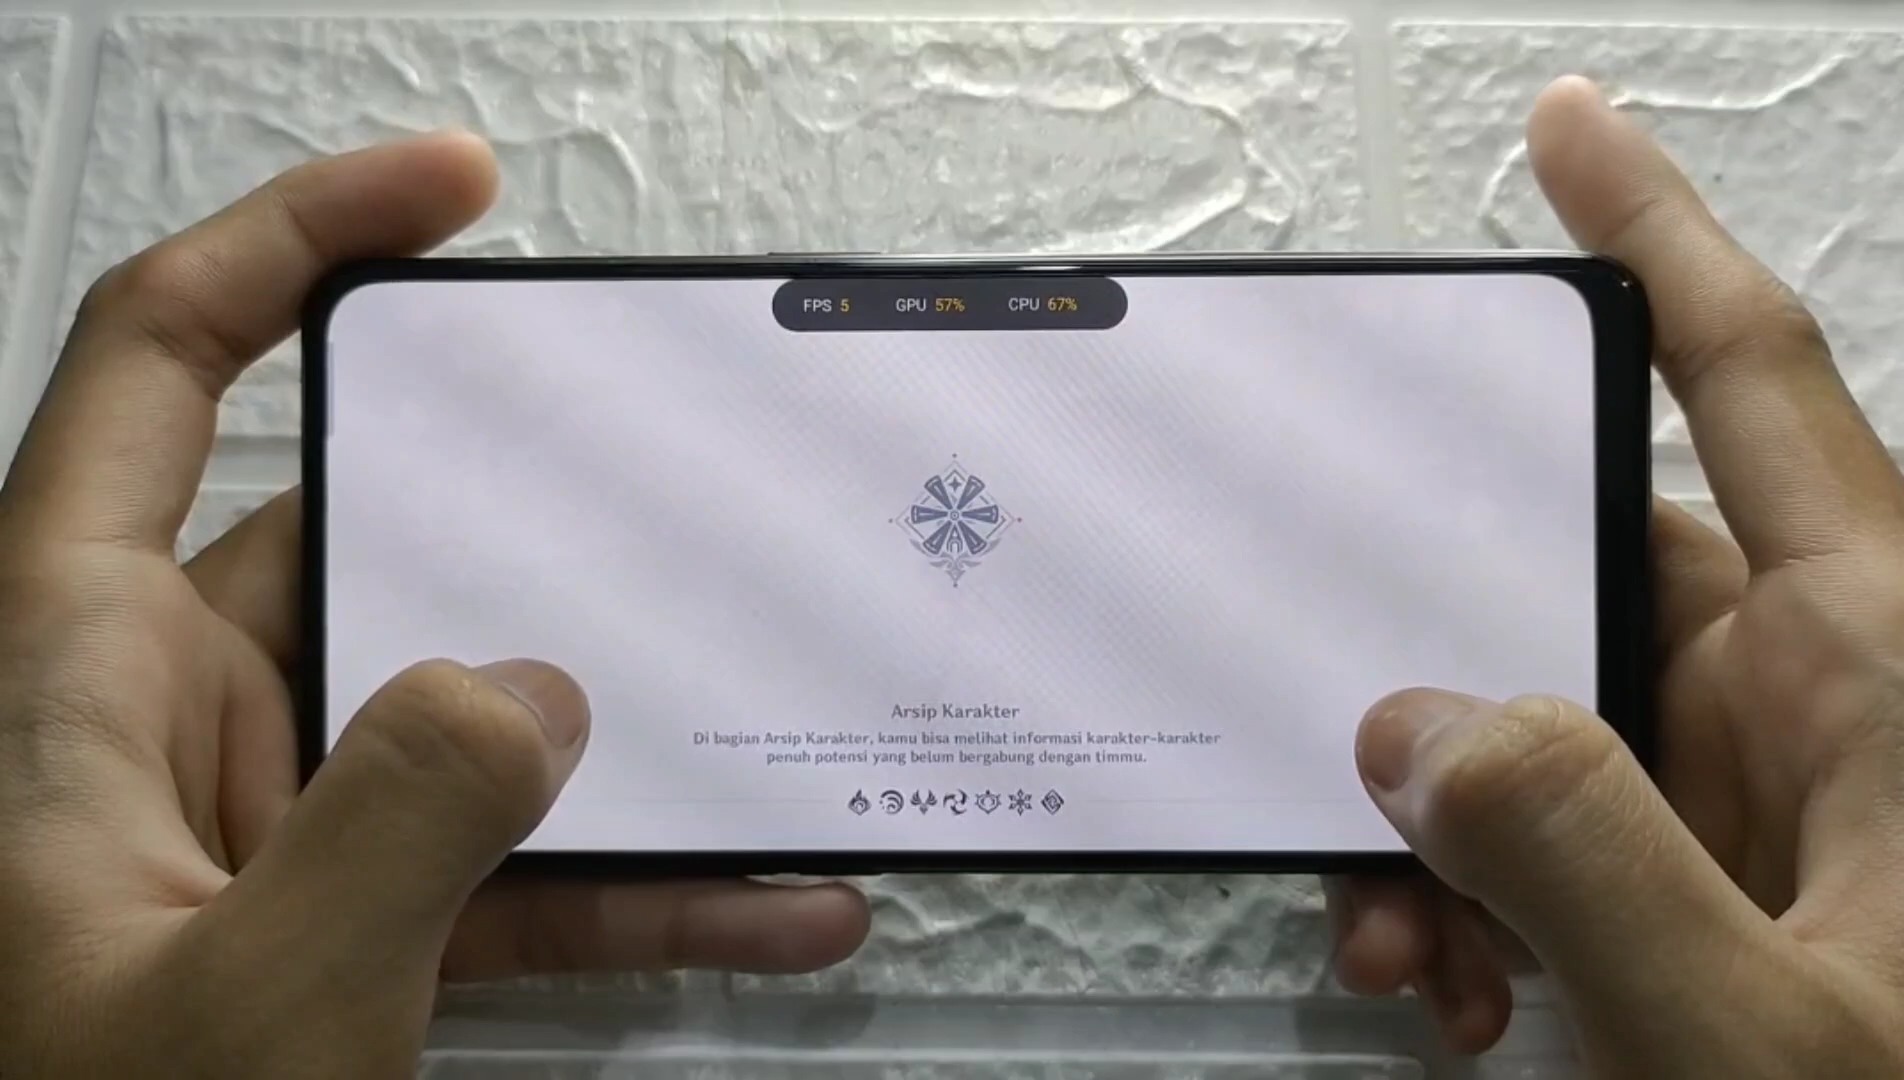 FPS 5 GPU 57% CPU 67%
Arsip Karakter
Di bagian Arsip Karakter, kamu bisa melihat informasi karakter-karakter
penuh potensi yang belum bergabung dengan timmu.